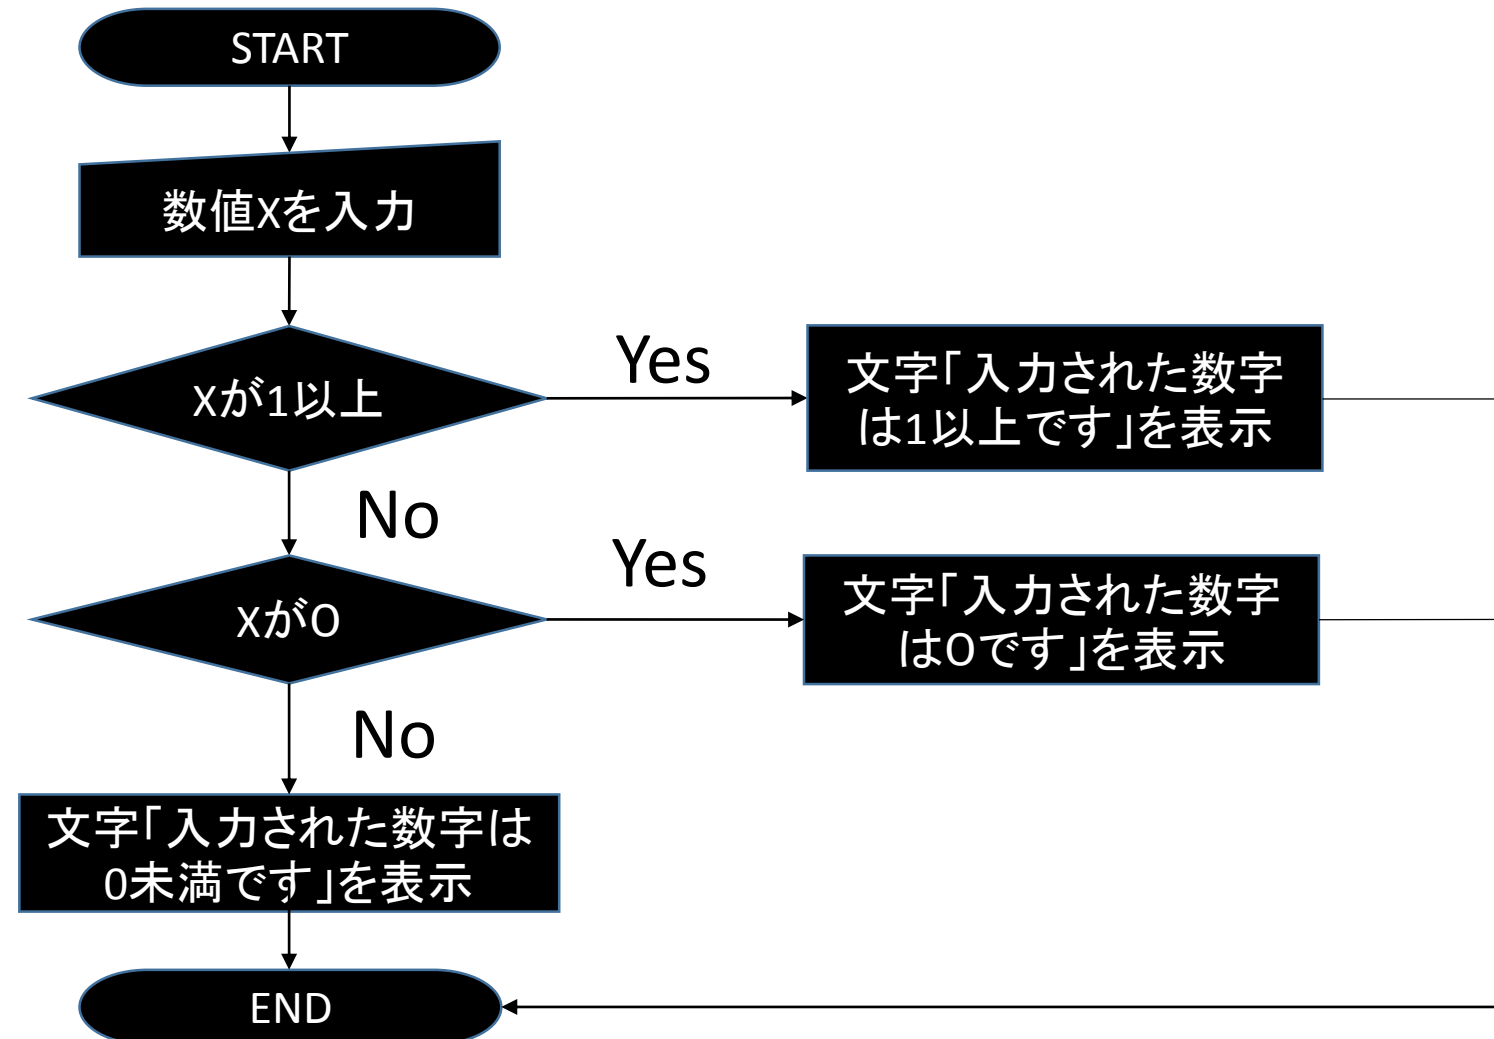 START
数値Xを入力
Xが1以上
Yes
文字「入力された数字
は1以上です」を表示
No
XがO
Yes
文字「入力された数字
はOです」を表示
No
文字「入力された数字は
0未満です」を表示
END